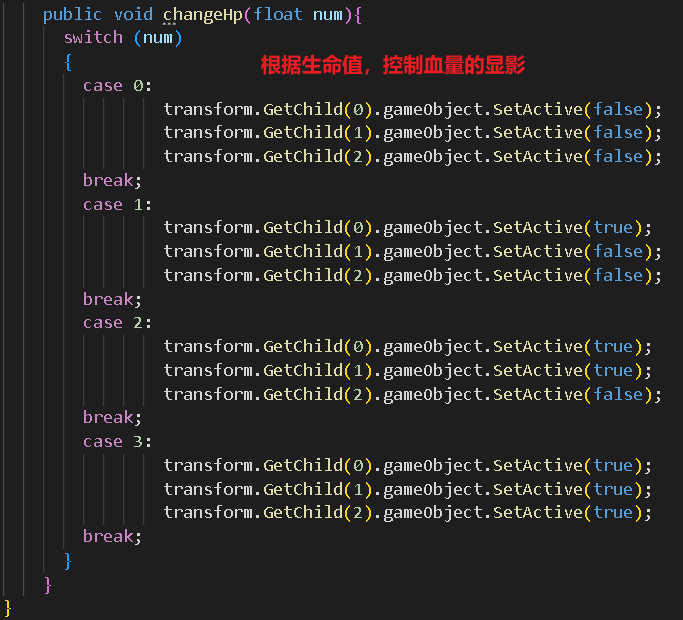 public void changeHp(float num){
switch (num)
{
根据生命值，控制血量的显影
case 0:
transform.GetChild(0).gameObject.SetActive(false);
transform.GetChild(1).gameObject.SetActive(false);
transform.GetChild(2).gameObject.SetActive(false);
break;
case 1:
transform.GetChild(0).gameObject.SetActive(true);
transform.GetChild(1).gameObject.SetActive(false);
transform.GetChild(2).gameObject.SetActive(false);
break;
case 2:
transform.GetChild(0).gameObject.SetActive(true);
transform.GetChild(1).gameObject.SetActive(true);
transform.GetChild(2).gameObject.SetActive(false);
break;
case 3:
transform.GetChild(0).gameObject.SetActive(true);
transform.GetChild(1).gameObject.SetActive(true);
transform.GetChild(2).gameObject.SetActive(true);
break;
}
}
}